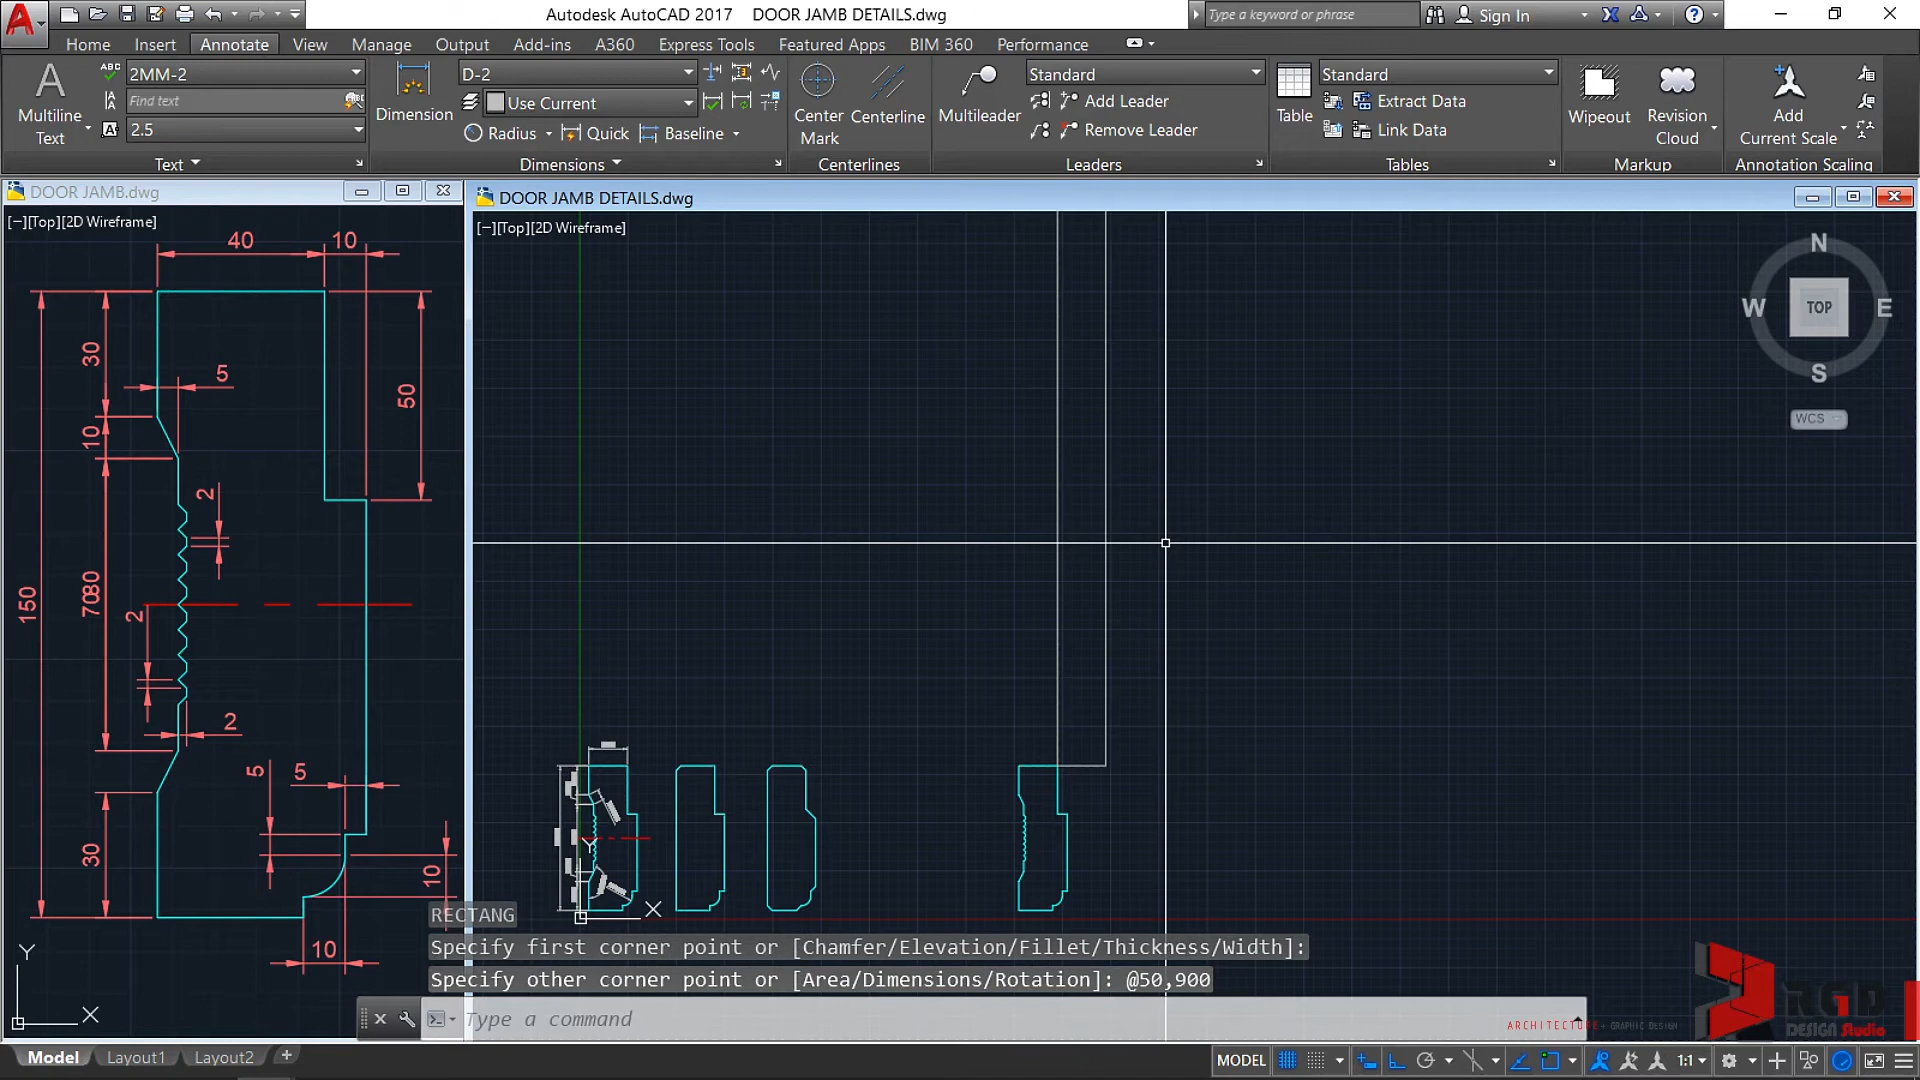 Autodesk AutoCAD 2017 DOOR JAMB DETAILS.dwg
Type a keyword or phrase
Sign In
Home Insert Annotate View Manage Output Add-ins A360 Express Tools Featured Apps BIM 360 Performance
Multiline
Text
ABC
2MM-2
Find text
2.5
Text
Dimension
D-2
Use Current
Radius Quick Baseline
Dimensions
Center
Mark
Centerline
Centerlines
Multileader
Standard
Add Leader
Remove Leader
Leaders
Table
Standard
Extract Data
Link Data
Tables
Wipeout
Revision
Cloud
Markup
Add
Current Scale
Annotation Scaling
DOOR JAMB.dwg
[−][Top][2D Wireframe]
40
10
30
5
50
10
2
150
7080
2
2
5
5
30
10
10
Y
X
DOOR JAMB DETAILS.dwg
[−][Top][2D Wireframe]
N
W TOP E
S
WCS
Y
X
RECTANG
Specify first corner point or [Chamfer/Elevation/Fillet/Thickness/Width]:
Specify other corner point or [Area/Dimensions/Rotation]: @50,900
Type a command
RGD
DESIGN Studio
ARCHITECTURE + GRAPHIC DESIGN
Model Layout1 Layout2 +
MODEL
1:1